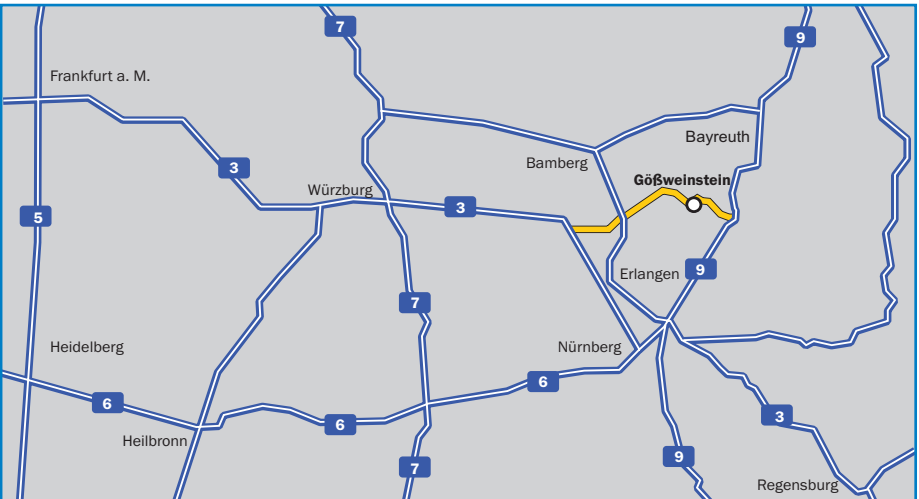 7
9
Frankfurt a. M.
Bayreuth
Bamberg
3
Gößweinstein
Würzburg
3
5
Erlangen
9
7
Heidelberg
Nürnberg
6
6
3
6
Heilbronn
9
7
Regensburg